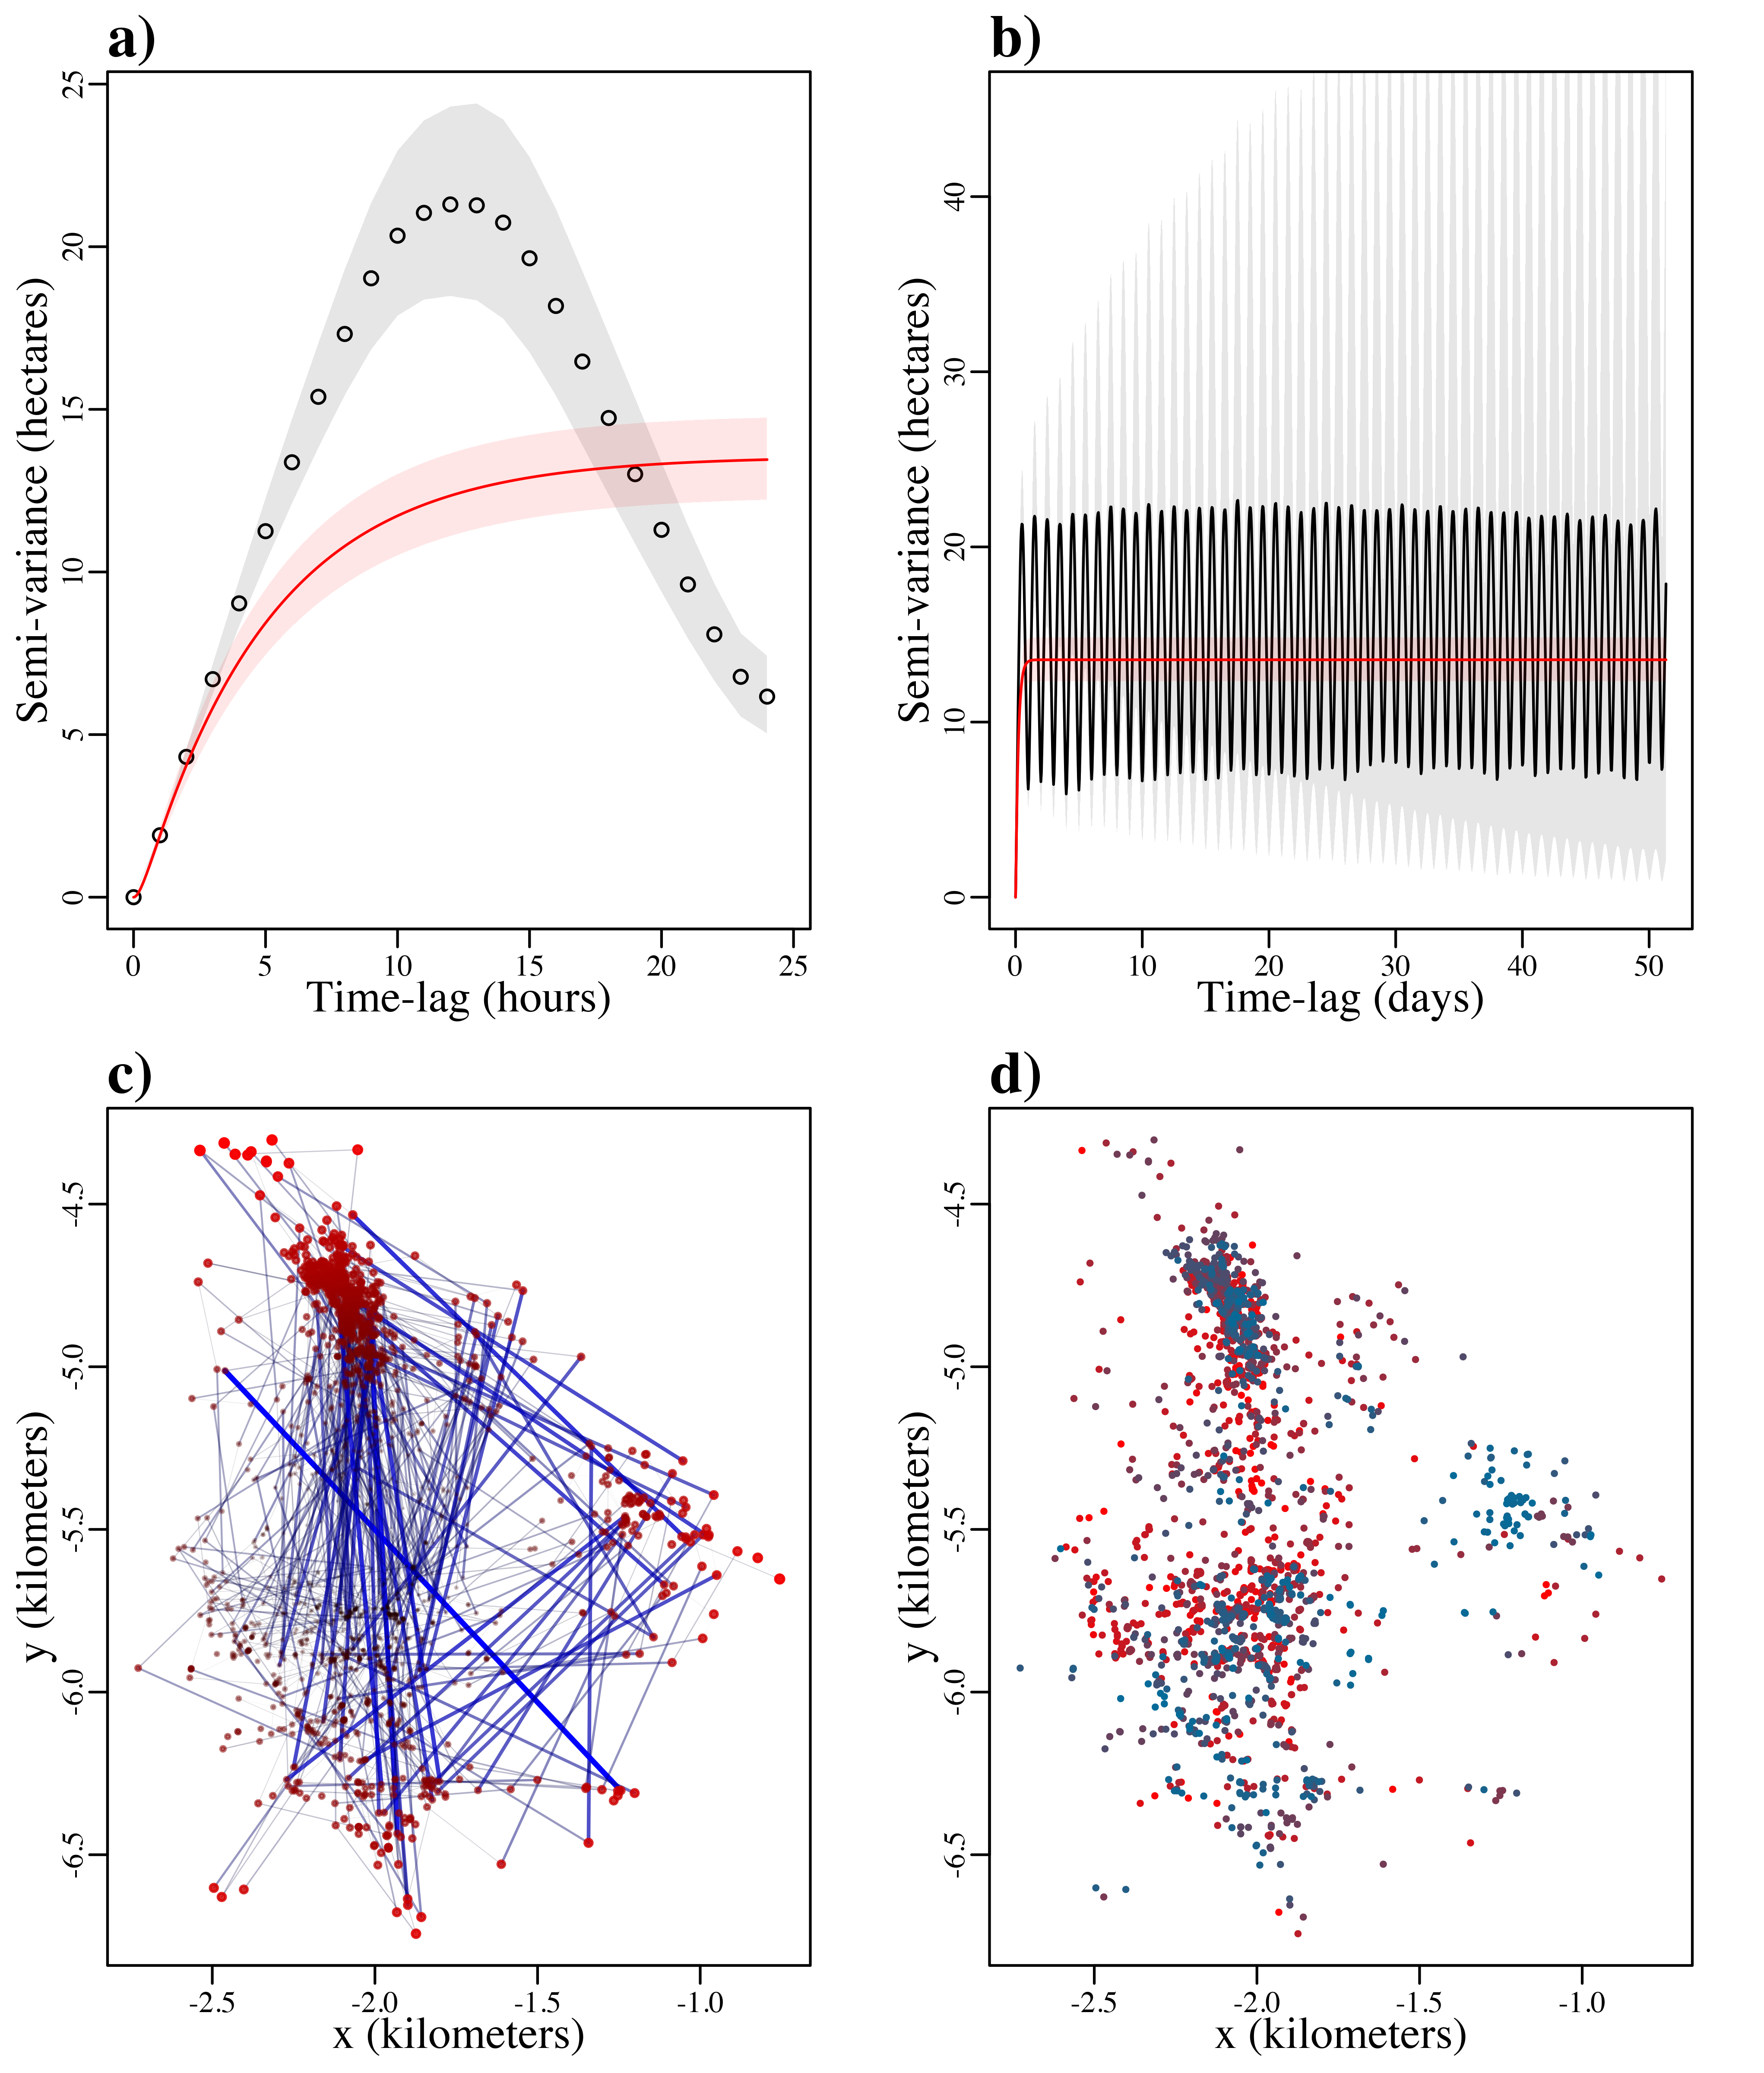 a)
25
20
15
10
5
0
Semi-variance (hectares)
0 5 10 15 20 25
Time-lag (hours)
b)
40
30
20
10
0
Semi-variance (hectares)
0 10 20 30 40 50
Time-lag (days)
c)
-4.5
-5.0
-5.5
-6.0
-6.5
y (kilometers)
-2.5 -2.0 -1.5 -1.0
x (kilometers)
d)
-4.5
-5.0
-5.5
-6.0
-6.5
y (kilometers)
-2.5 -2.0 -1.5 -1.0
x (kilometers)